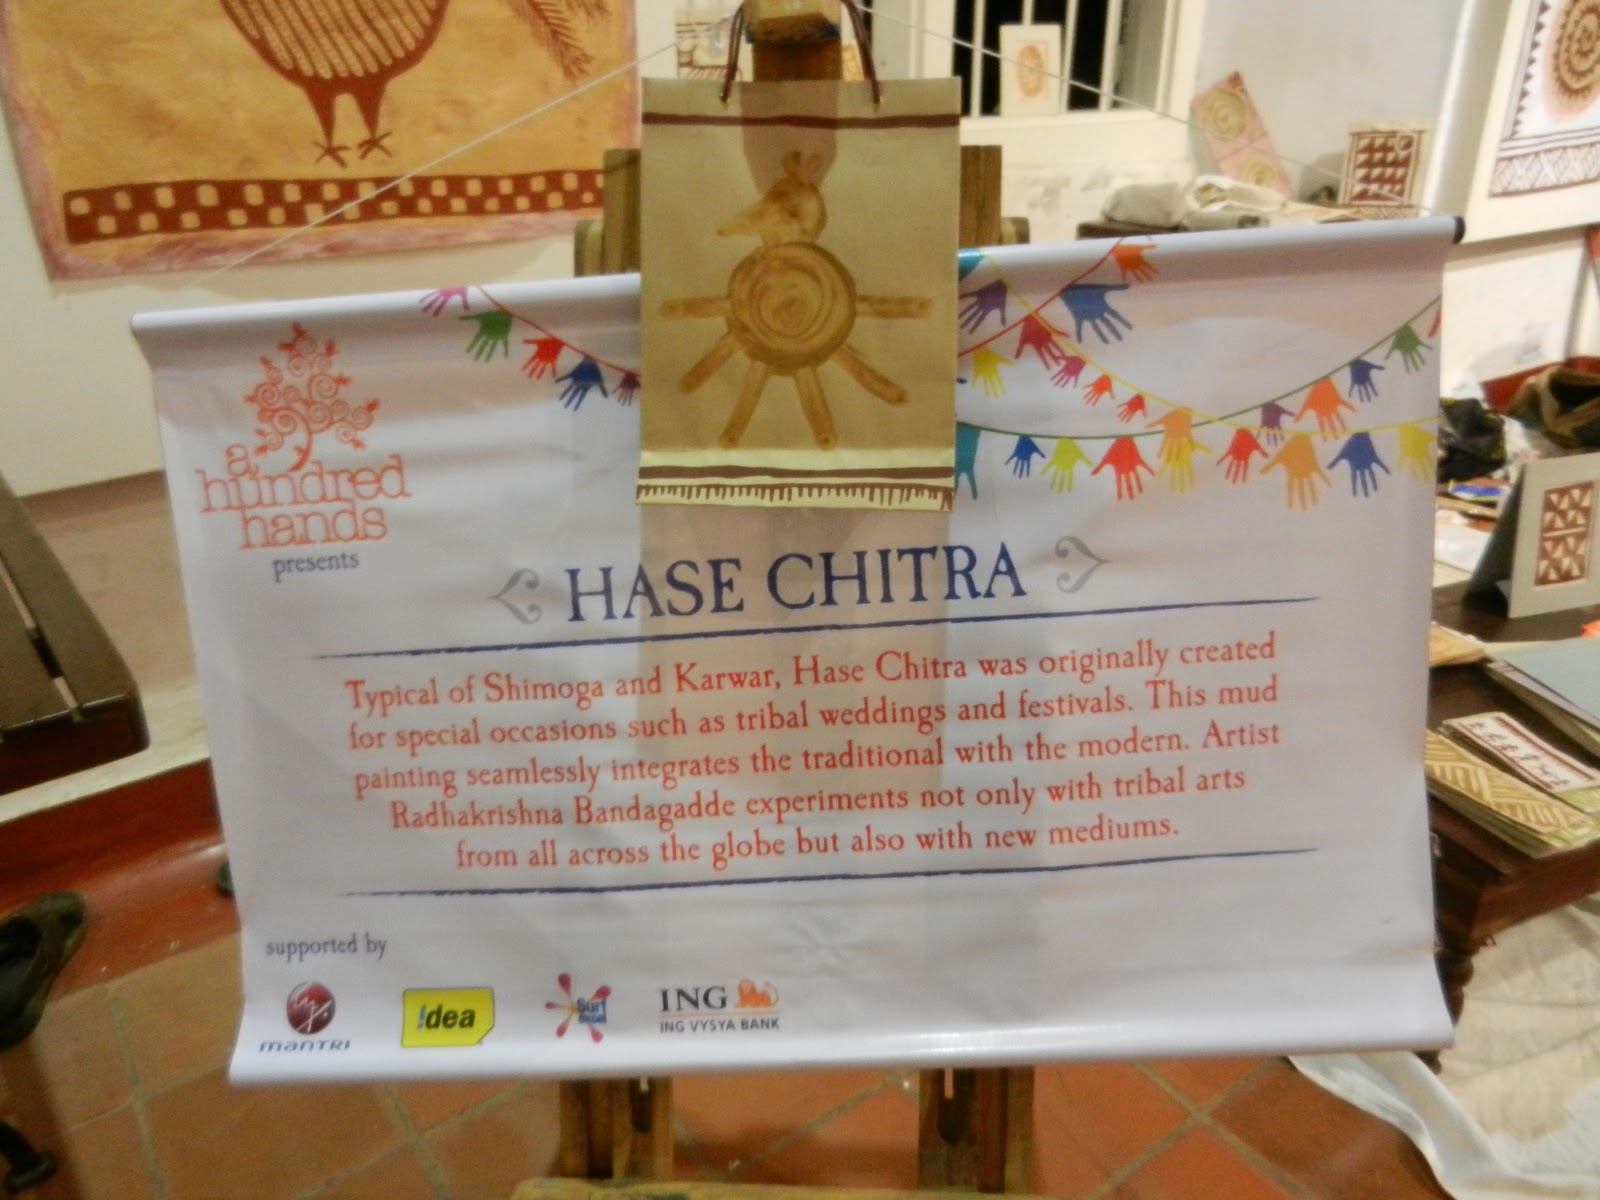 a
hundred
hands
presents
HASE CHITRA
Typical of Shimoga and Karwar, Hase Chitra was originally created
for special occasions such as tribal weddings and festivals. This mud
painting seamlessly integrates the traditional with the modern. Artist
Radhakrishna Bandagadde experiments not only with tribal arts
from all across the globe but also with new mediums.
supported by
mantri
!dea
Surf
excel
ING
ING VYSYA BANK